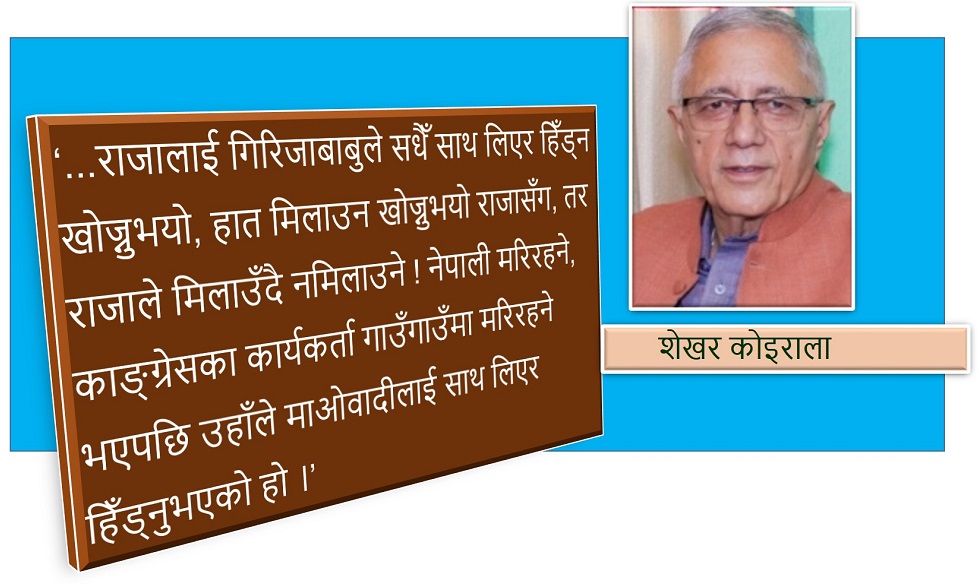 ‘...राजालाई गिरिजाबाबुले सधैँ साथ लिएर हिँड्न
खोज्नुभयो, हात मिलाउन खोज्नुभयो राजासँग, तर
राजाले मिलाउँदै नमिलाउने ! नेपाली मरिरहने,
काङ्ग्रेसका कार्यकर्ता गाउँगाउँमा मरिरहने
भएपछि उहाँले माओवादीलाई साथ लिएर
हिँड्नुभएको हो ।’
शेखर कोइराला